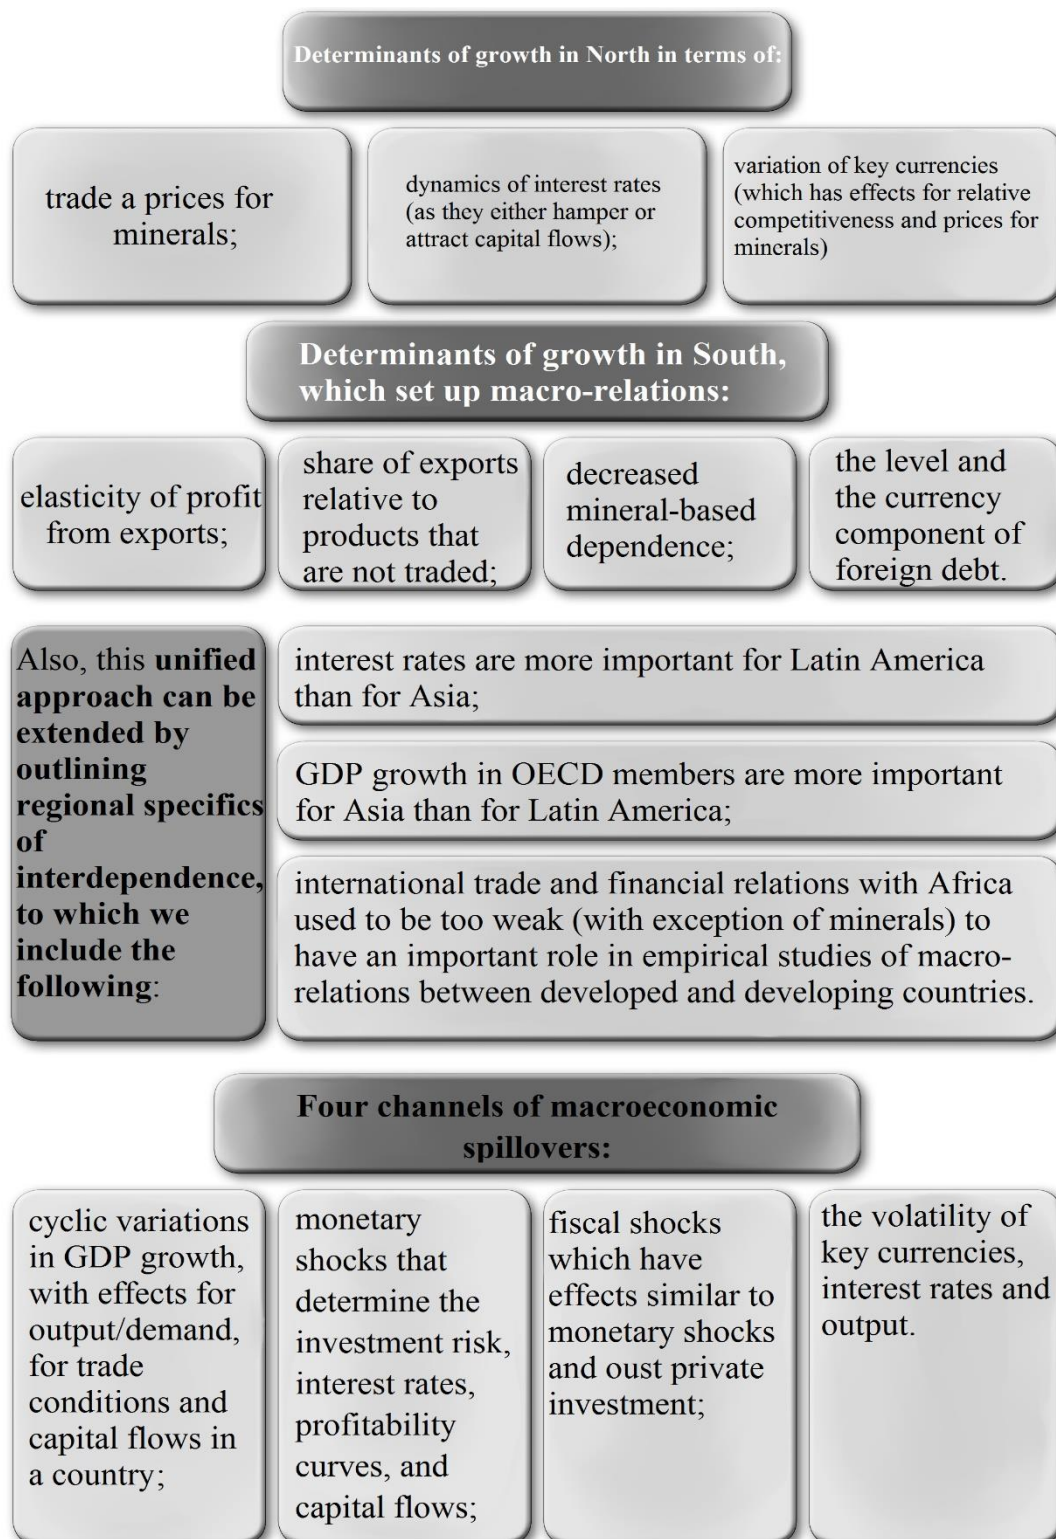 Determinants of growth in North in terms of:
trade a prices for
minerals;
dynamics of interest rates
(as they either hamper or
attract capital flows);
variation of key currencies
(which has effects for relative
competitiveness and prices for
minerals)
Determinants of growth in South,
which set up macro-relations:
elasticity of profit
from exports;
share of exports
relative to
products that
are not traded;
decreased
mineral-based
dependence;
the level and
the currency
component of
foreign debt.
Also, this unified
approach can be
extended by
outlining
regional specifics
of
interdependence,
to which we
include the
following:
interest rates are more important for Latin America
than for Asia;
GDP growth in OECD members are more important
for Asia than for Latin America;
international trade and financial relations with Africa
used to be too weak (with exception of minerals) to
have an important role in empirical studies of macro-
relations between developed and developing countries.
Four channels of macroeconomic
spillovers:
cyclic variations
in GDP growth,
with effects for
output/demand,
for trade
conditions and
capital flows in
a country;
monetary
shocks that
determine the
investment risk,
interest rates,
profitability
curves, and
capital flows;
fiscal shocks
which have
effects similar to
monetary shocks
and oust private
investment;
the volatility of
key currencies,
interest rates and
output.